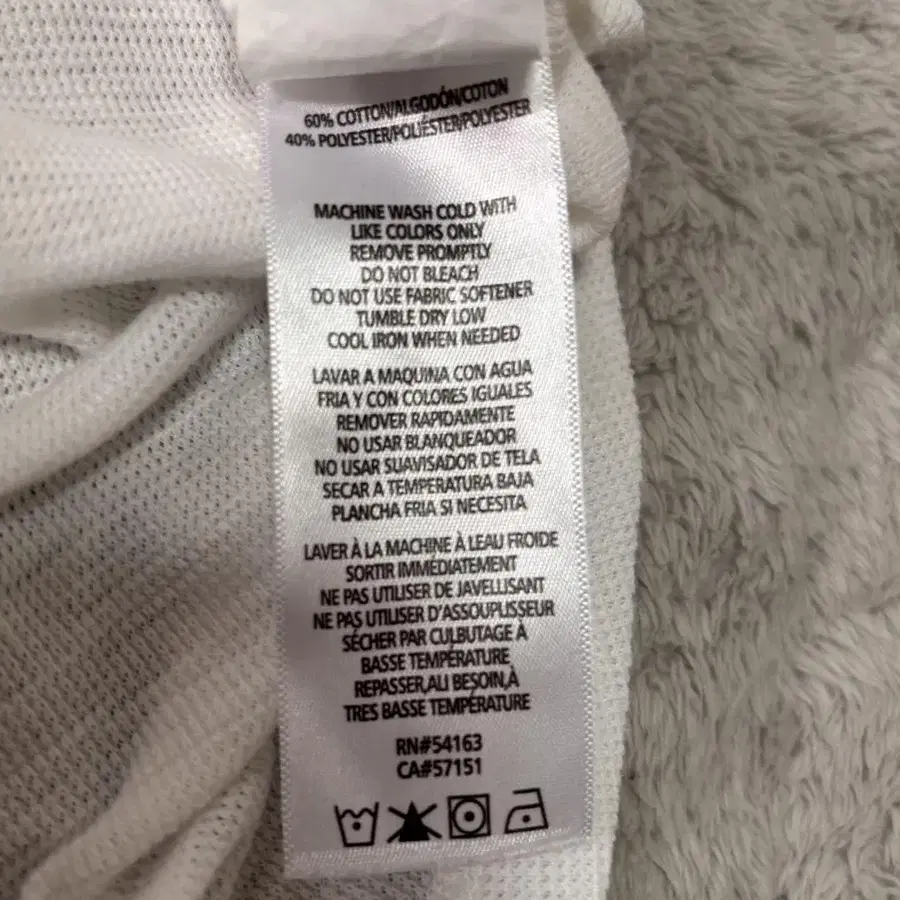 60% COTTON/ALGODÓN/COTON
40% POLYESTER/POLIÉSTER/POLYESTER
MACHINE WASH COLD WITH
LIKE COLORS ONLY
REMOVE PROMPTLY
DO NOT BLEACH
DO NOT USE FABRIC SOFTENER
TUMBLE DRY LOW
COOL IRON WHEN NEEDED
LAVAR A MAQUINA CON AGUA
FRIA Y CON COLORES IGUALES
REMOVER RAPIDAMENTE
NO USAR BLANQUEADOR
NO USAR SUAVISADOR DE TELA
SECAR A TEMPERATURA BAJA
PLANCHA FRIA SI NECESITA
LAVER À LA MACHINE À LEAU FROIDE
SORTIR IMMÉDIATEMENT
NE PAS UTILISER DE JAVELLISANT
NE PAS UTILISER D'ASSOUPLISSEUR
SÉCHER PAR CULBUTAGE À
BASSE TEMPÉRATURE
REPASSER,AU BESOIN,À
TRES BASSE TEMPÉRATURE
RN#54163
CA#57151